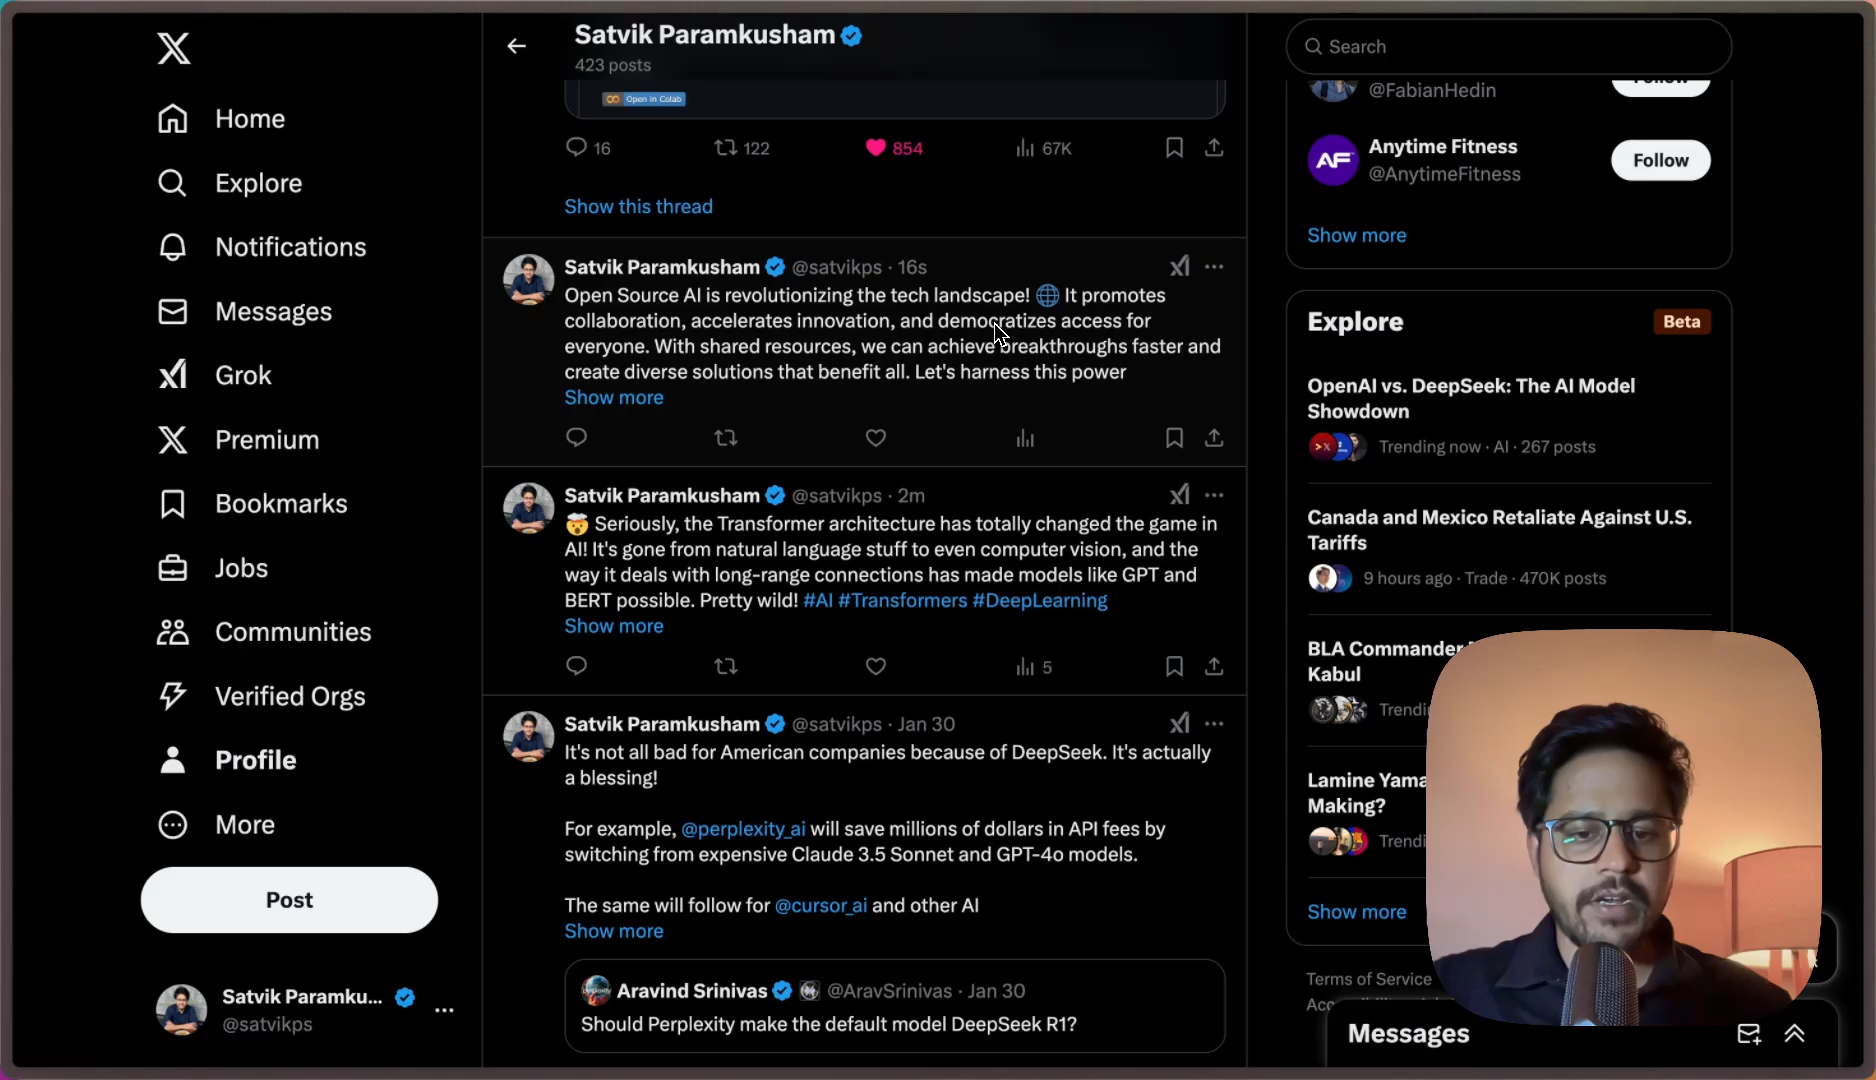 Home
Explore
Notifications
Messages
Grok
Premium
Bookmarks
Jobs
Communities
Verified Orgs
Profile
More
Post
Satvik Paramku...
@satvikps
Satvik Paramkusham
423 posts
Open in Colab
16 122 854 67K
Show this thread
Satvik Paramkusham @satvikps · 16s
Open Source AI is revolutionizing the tech landscape! 🌐 It promotes
collaboration, accelerates innovation, and democratizes access for
everyone. With shared resources, we can achieve breakthroughs faster and
create diverse solutions that benefit all. Let's harness this power
Show more
Satvik Paramkusham @satvikps · 2m
🤯 Seriously, the Transformer architecture has totally changed the game in
AI! It's gone from natural language stuff to even computer vision, and the
way it deals with long-range connections has made models like GPT and
BERT possible. Pretty wild! #AI #Transformers #DeepLearning
Show more
5
Satvik Paramkusham @satvikps · Jan 30
It's not all bad for American companies because of DeepSeek. It's actually
a blessing!
For example, @perplexity_ai will save millions of dollars in API fees by
switching from expensive Claude 3.5 Sonnet and GPT-4o models.
The same will follow for @cursor_ai and other AI
Show more
Aravind Srinivas @AravSrinivas · Jan 30
Should Perplexity make the default model DeepSeek R1?
Search
@FabianHedin
Follow
AF
Anytime Fitness
@AnytimeFitness
Follow
Show more
Explore
Beta
OpenAI vs. DeepSeek: The AI Model
Showdown
Trending now · AI · 267 posts
Canada and Mexico Retaliate Against U.S.
Tariffs
9 hours ago · Trade · 470K posts
BLA Commander
Kabul
Trendi
Lamine Yama
Making?
Trendi
Show more
Terms of Service
Messages